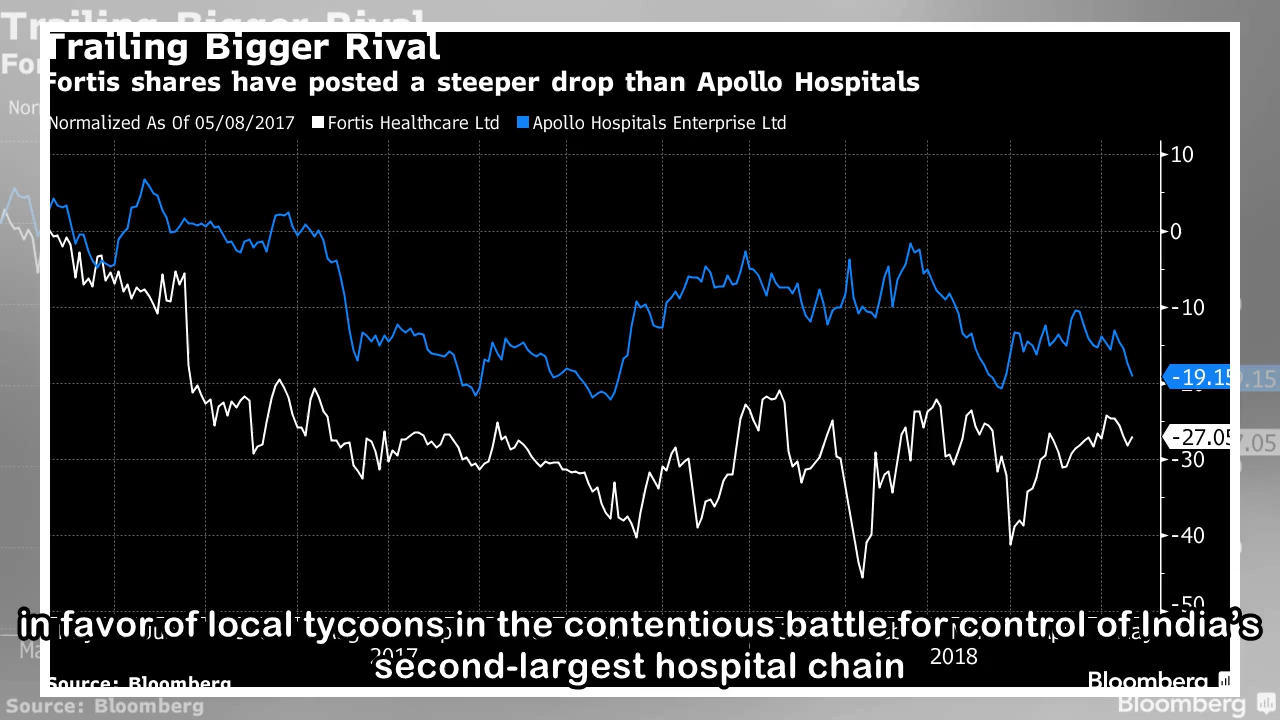 Trailing Bigger Rival
Fortis shares have posted a steeper drop than Apollo Hospitals
Normalized As Of 05/08/2017 Fortis Healthcare Ltd Apollo Hospitals Enterprise Ltd
10
0
-10
-19.15
-27.05
-30
-40
-50
in favor of local tycoons in the contentious battle for control of India's
2017
2018
second-largest hospital chain
Source: Bloomberg
Bloomberg
Source: Bloomberg
Bloomberg